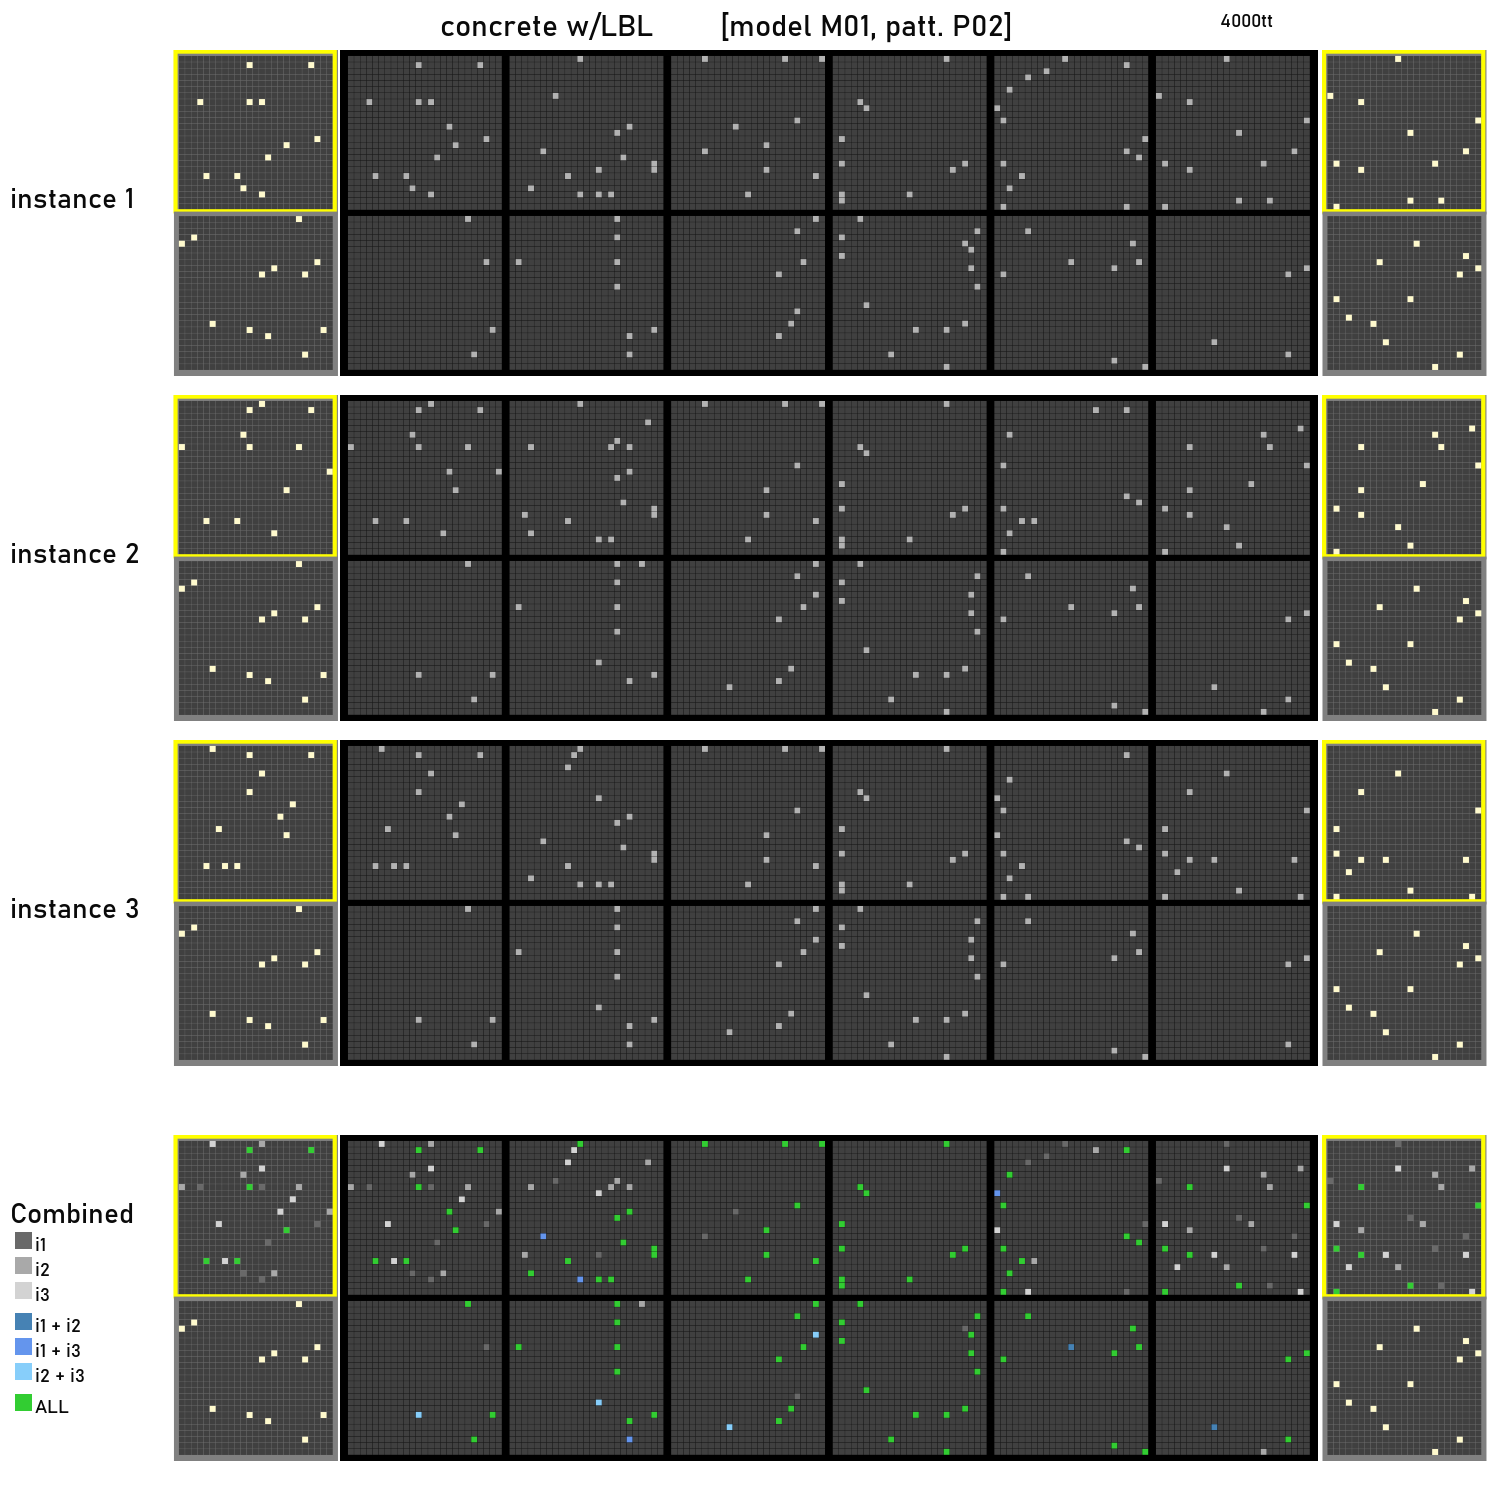 concrete w/LBL [model M01, patt. P02] 4000tt
instance 1
instance 2
instance 3
Combined
i1
i2
i3
i1 + i2
i1 + i3
i2 + i3
ALL